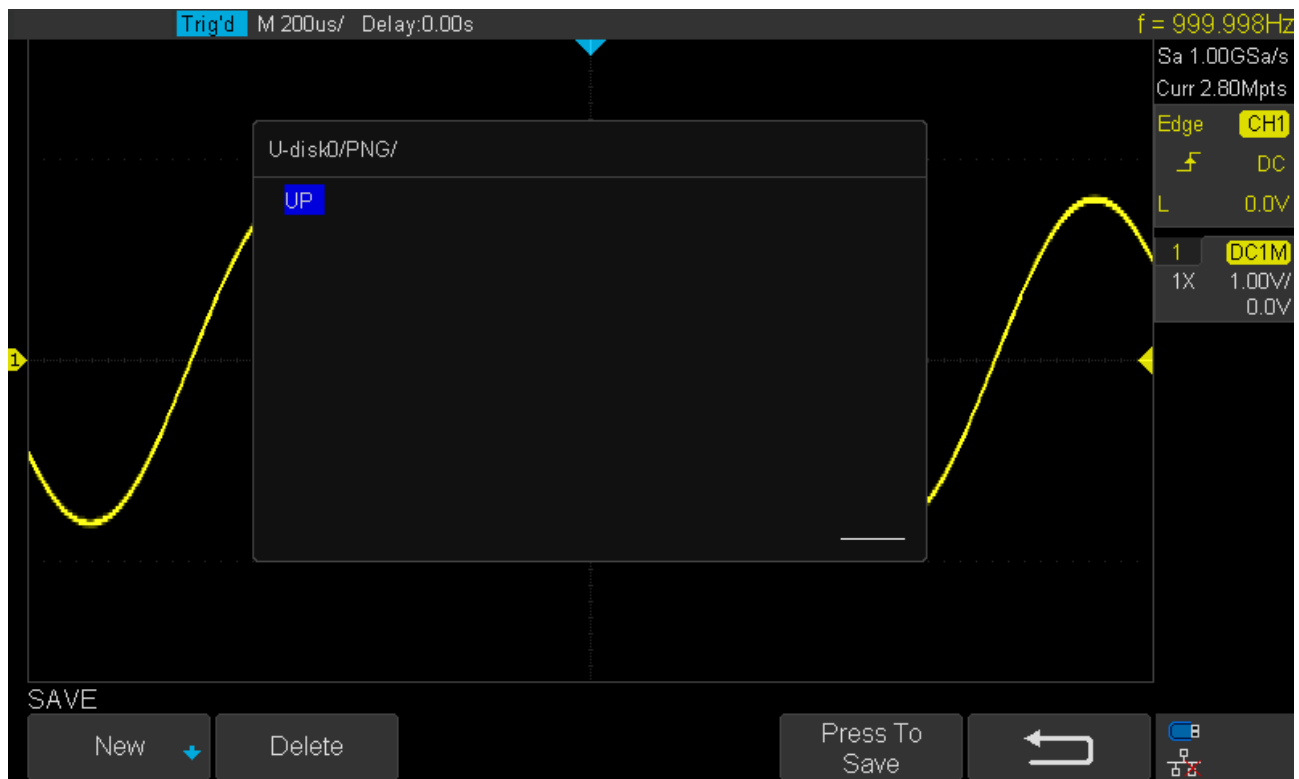 Trig'd M 200us/ Delay:0.00s f = 999.998Hz
Sa 1.00GSa/s
Curr 2.80Mpts
Edge CH1
DC
L 0.0V
U-disk0/PNG/
UP
1 DC1M
1X 1.00V/
0.0V
1
SAVE
New Delete Press To Save